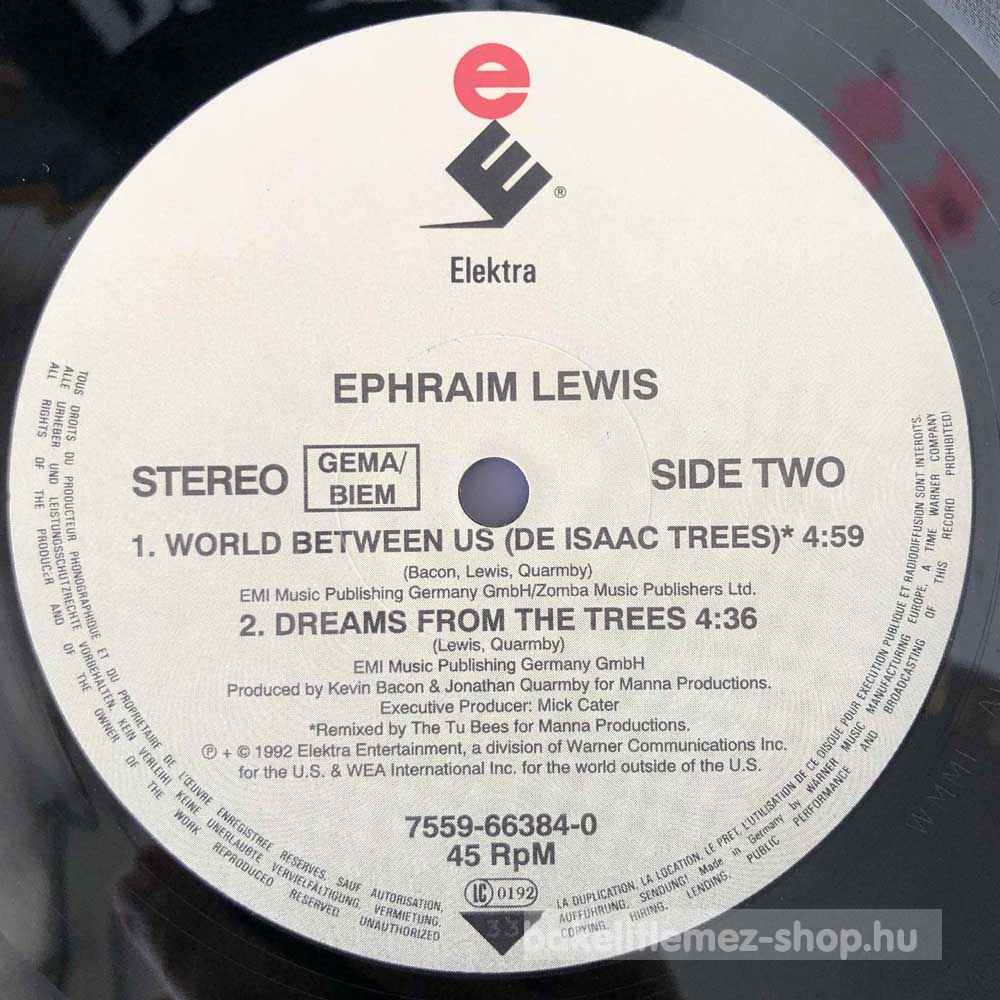 e
E ®
Elektra
EPHRAIM LEWIS
STEREO
GEMA/
BIEM
SIDE TWO
1. WORLD BETWEEN US (DE ISAAC TREES)* 4:59
(Bacon, Lewis, Quarmby)
EMI Music Publishing Germany GmbH/Zomba Music Publishers Ltd.
2. DREAMS FROM THE TREES 4:36
(Lewis, Quarmby)
EMI Music Publishing Germany GmbH
Produced by Kevin Bacon & Jonathan Quarmby for Manna Productions.
Executive Producer: Mick Cater
*Remixed by The Tu Bees for Manna Productions.
℗ + © 1992 Elektra Entertainment, a division of Warner Communications Inc.
for the U.S. & WEA International Inc. for the world outside of the U.S.
7559-66384-0
45 RpM
LC 0192
33
TOUS DROITS DU PRODUCTEUR PHONOGRAPHIQUE ET DU PROPRIETAIRE DE L'ŒUVRE ENREGISTREE RESERVES. SAUF AUTORISATION,
LA DUPLICATION, LA LOCATION, LE PRET, L'UTILISATION DE CE DISQUE POUR EXECUTION PUBLIQUE ET RADIODIFFUSION SONT INTERDITS.
ALLE URHEBER UND LEISTUNGSSCHUTZRECHTE VORBEHALTEN. KEIN VERLEIH! KEINE UNERLAUBTE VERVIELFÄLTIGUNG, VERMIETUNG,
AUFFÜHRUNG, SENDUNG! Made in Germany by WARNER MUSIC MANUFACTURING EUROPE, A TIME WARNER COMPANY
ALL RIGHTS OF THE PRODUCER AND OF THE OWNER OF THE WORK REPRODUCED RESERVED. UNAUTHORIZED
COPYING, HIRING, LENDING, PUBLIC PERFORMANCE AND BROADCASTING OF THIS RECORD PROHIBITED!
bakelitlemez-shop.hu